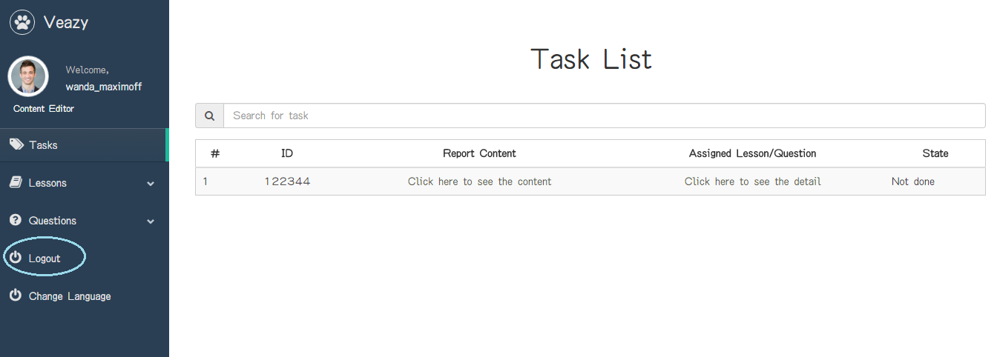 Veazy
Welcome,
wanda_maximoff
Content Editor
Tasks
Lessons
Questions
Logout
Change Language
Task List
Search for task
# ID Report Content Assigned Lesson/Question State
1 122344 Click here to see the content Click here to see the detail Not done